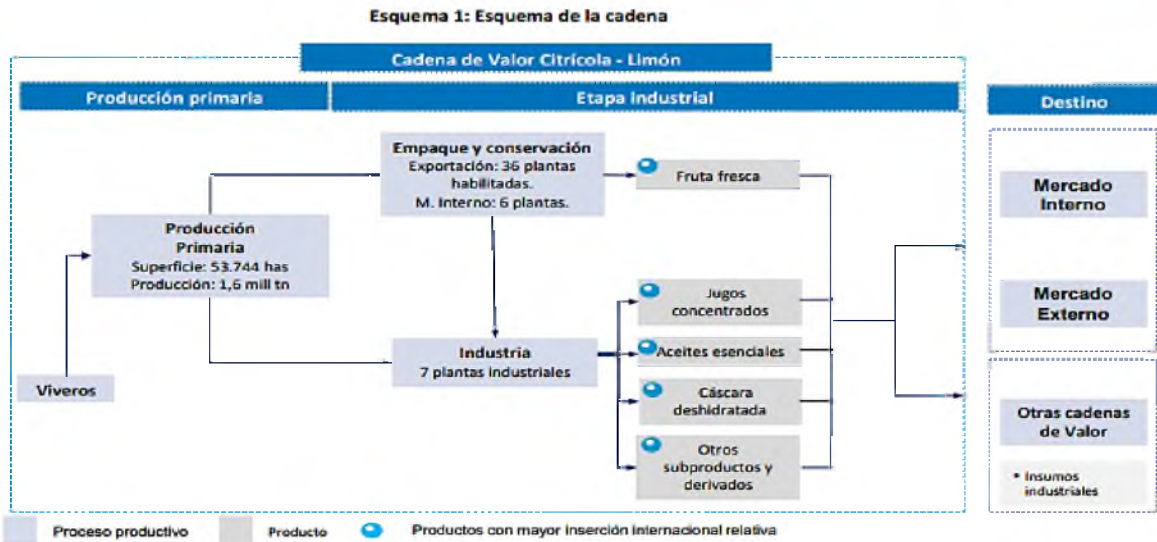 Esquema 1: Esquema de la cadena
Cadena de Valor Citrícola - Limón
Producción primaria
Etapa Industrial
Destino
Empaque y conservación
Exportación: 36 plantas
habilitadas.
M. Interno: 6 plantas.
Fruta fresca
Mercado
Interno
Producción
Primaria
Superficie: 53.744 has
Producción: 1,6 mill tn
Jugos
concentrados
Mercado
Externo
Industria
7 plantas industriales
Aceites esenciales
Viveros
Cáscara
deshidratada
Otras cadenas
de Valor
Otros
subproductos y
derivados
• Insumos
industriales
Proceso productivo
Producto
Productos con mayor inserción internacional relativa